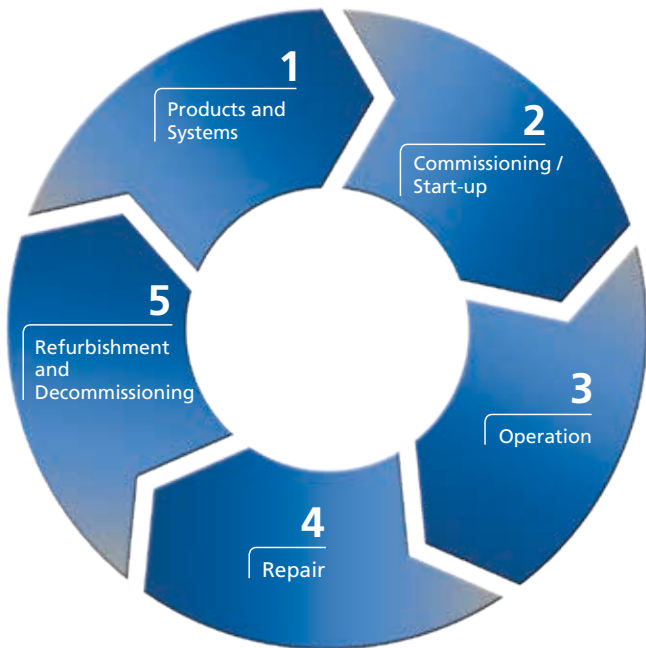 1
Products and
Systems
2
Commissioning /
Start-up
3
Operation
4
Repair
5
Refurbishment
and
Decommissioning